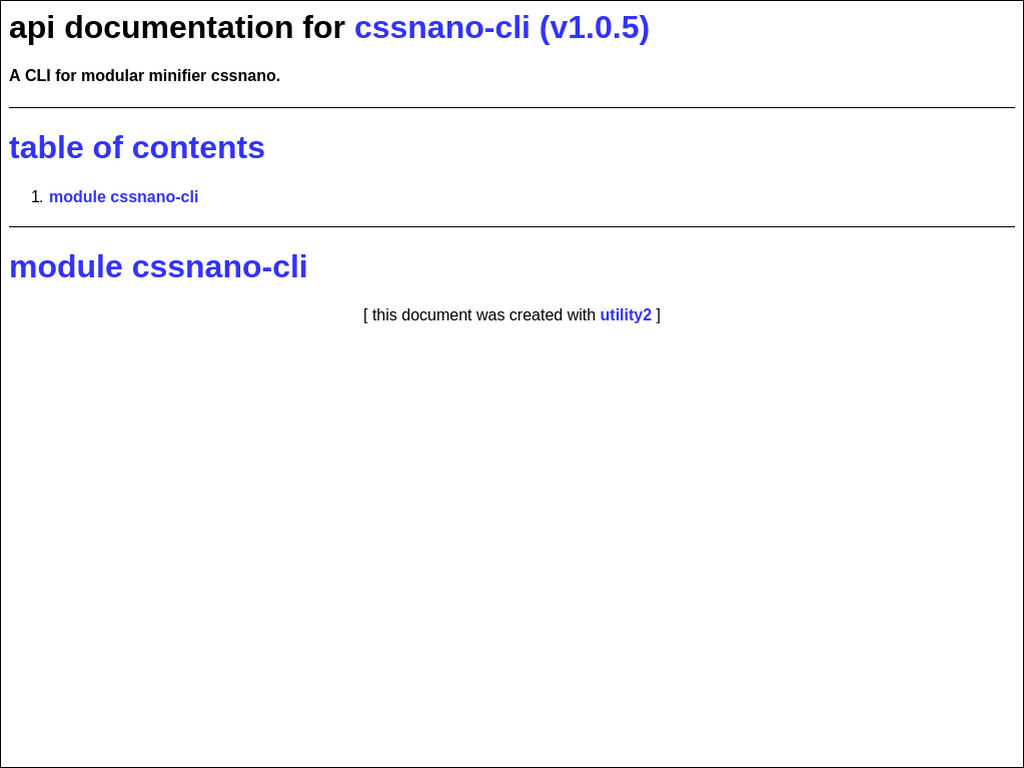 api documentation for cssnano-cli (v1.0.5)
A CLI for modular minifier cssnano.
table of contents
1. module cssnano-cli
module cssnano-cli
[ this document was created with utility2 ]